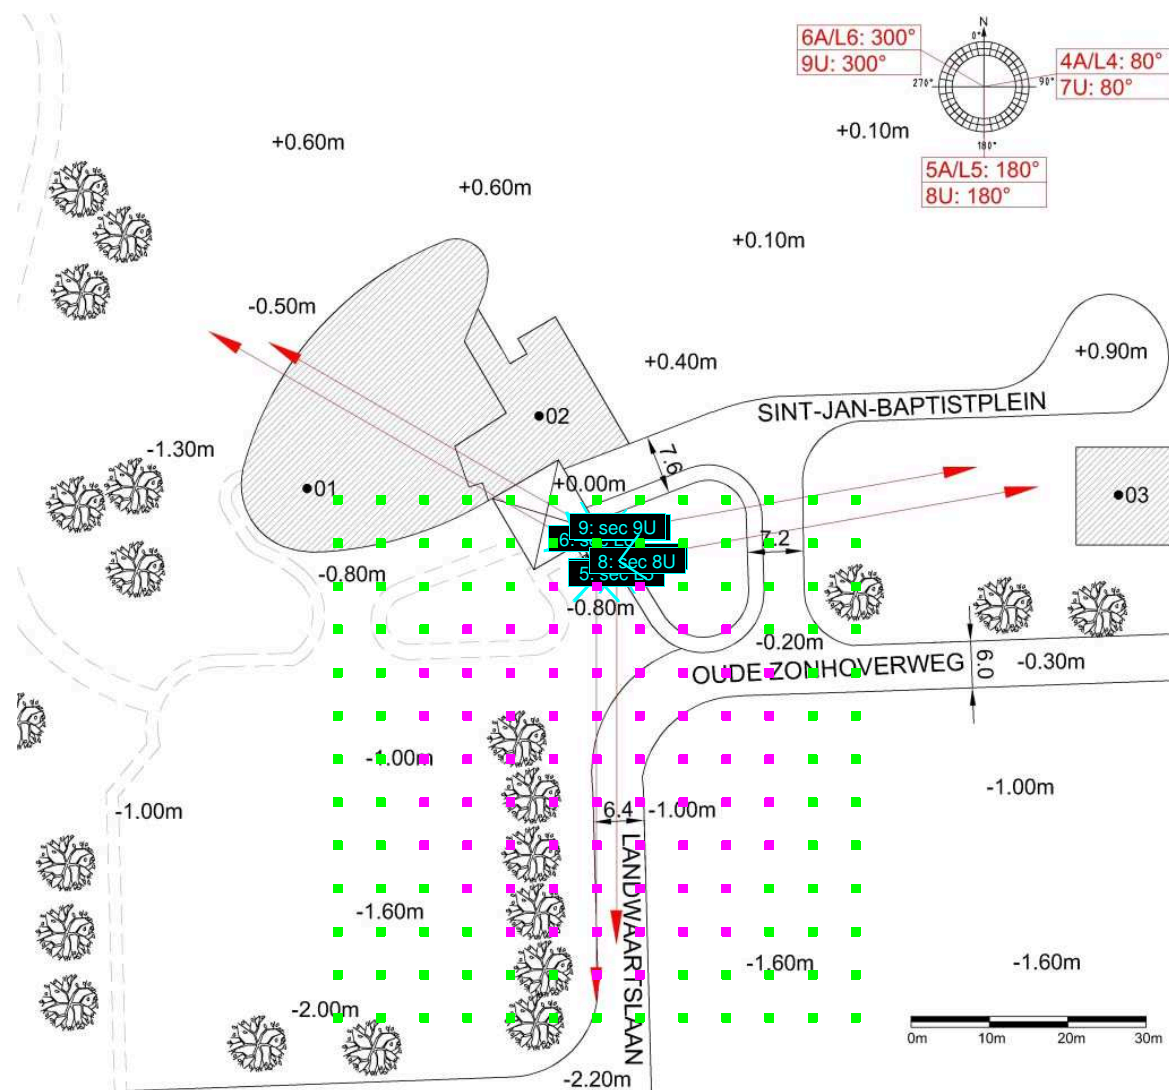 N
0°
6A/L6: 300°
9U: 300°
4A/L4: 80°
7U: 80°
270°
90°
180°
5A/L5: 180°
8U: 180°
+0.10m
+0.60m
+0.60m
+0.10m
-0.50m
+0.40m
+0.90m
SINT-JAN-BAPTISTPLEIN
02
-1.30m
7.6
01
+0.00m
03
9: sec 9U
7.2
8: sec 8U
-0.80m
-0.80m
-0.20m
OUDE ZONHOVERWEG
6.0
-0.30m
-1.00m
-1.00m
-1.00m
6.4
-1.00m
LANDWAARTSLAAN
-1.60m
-1.60m
-1.60m
-2.00m
0m
10m
20m
30m
-2.20m